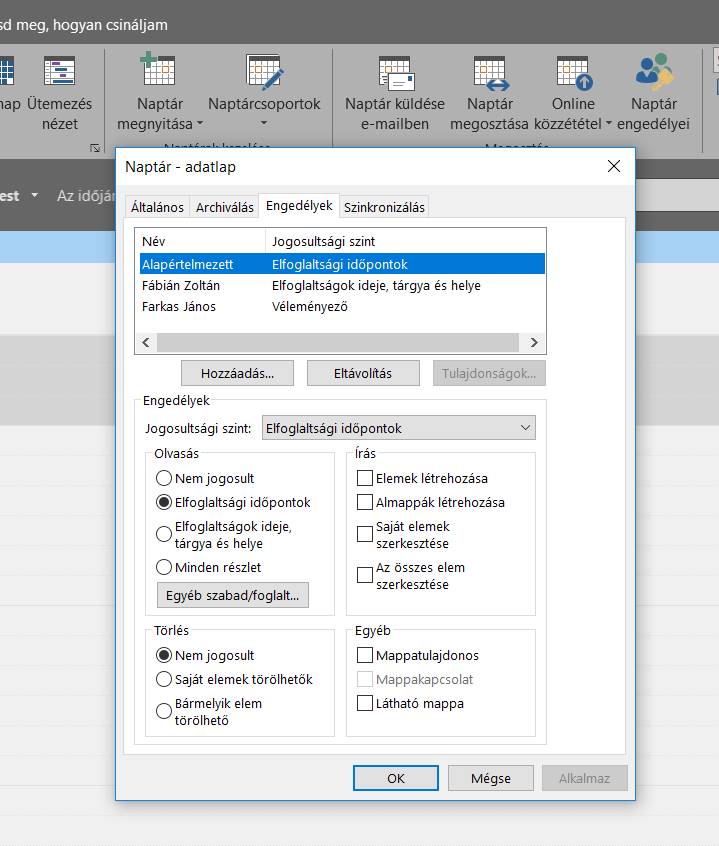 sd meg, hogyan csináljam
nap
Ütemezés
nézet
Naptár
megnyitása
Naptárcsoportok
Naptár küldése
e-mailben
Naptár
megosztása
Online
közzététel
Naptár
engedélyei
Naptárak kezelése
Megosztás
est
Az időjár
Naptár - adatlap
Általános
Archiválás
Engedélyek
Szinkronizálás
Név
Jogosultsági szint
Alapértelmezett
Elfoglaltsági időpontok
Fábián Zoltán
Elfoglaltságok ideje, tárgya és helye
Farkas János
Véleményező
Hozzáadás...
Eltávolítás
Tulajdonságok...
Engedélyek
Jogosultsági szint:
Elfoglaltsági időpontok
Olvasás
Nem jogosult
Elfoglaltsági időpontok
Elfoglaltságok ideje,
tárgya és helye
Minden részlet
Egyéb szabad/foglalt...
Írás
Elemek létrehozása
Almappák létrehozása
Saját elemek
szerkesztése
Az összes elem
szerkesztése
Törlés
Nem jogosult
Saját elemek törölhetők
Bármelyik elem
törölhető
Egyéb
Mappatulajdonos
Mappakapcsolat
Látható mappa
OK
Mégse
Alkalmaz